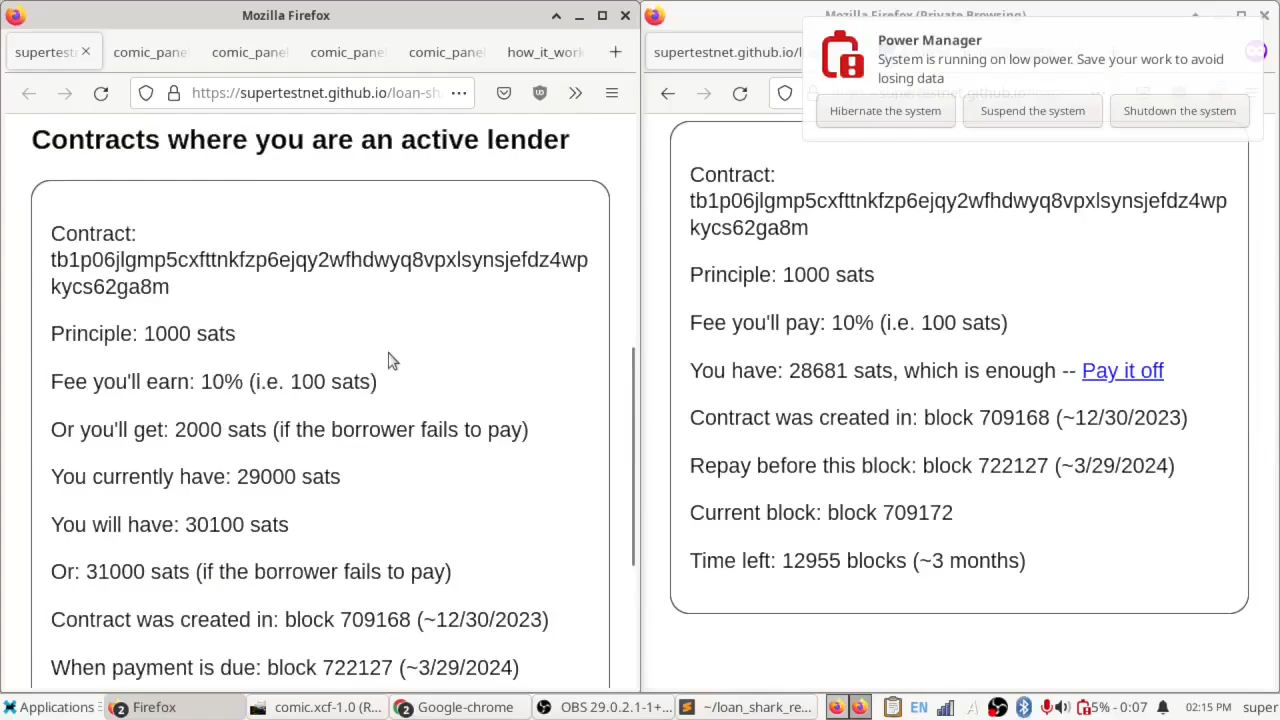 Mozilla Firefox
supertest
comic_pane
comic_panel
comic_pane
comic_pane
how_it_work
https://supertestnet.github.io/loan-sh
Contracts where you are an active lender
Contract:
tb1p06jlgmp5cxfttnkfzp6ejqy2wfhdwyq8vpxlsynsjefdz4wp
kycs62ga8m
Principle: 1000 sats
Fee you'll earn: 10% (i.e. 100 sats)
Or you'll get: 2000 sats (if the borrower fails to pay)
You currently have: 29000 sats
You will have: 30100 sats
Or: 31000 sats (if the borrower fails to pay)
Contract was created in: block 709168 (~12/30/2023)
When payment is due: block 722127 (~3/29/2024)
Mozilla Firefox (Private Browsing)
supertestnet.github.io/l
Power Manager
System is running on low power. Save your work to avoid
losing data
Hibernate the system
Suspend the system
Shutdown the system
Contract:
tb1p06jlgmp5cxfttnkfzp6ejqy2wfhdwyq8vpxlsynsjefdz4wp
kycs62ga8m
Principle: 1000 sats
Fee you'll pay: 10% (i.e. 100 sats)
You have: 28681 sats, which is enough -- Pay it off
Contract was created in: block 709168 (~12/30/2023)
Repay before this block: block 722127 (~3/29/2024)
Current block: block 709172
Time left: 12955 blocks (~3 months)
Applications
2 Firefox
comic.xcf-1.0 (R...
2 Google-chrome
OBS 29.0.2.1-1+...
~/loan_shark_re...
EN
5% - 0:07
02:15 PM
super